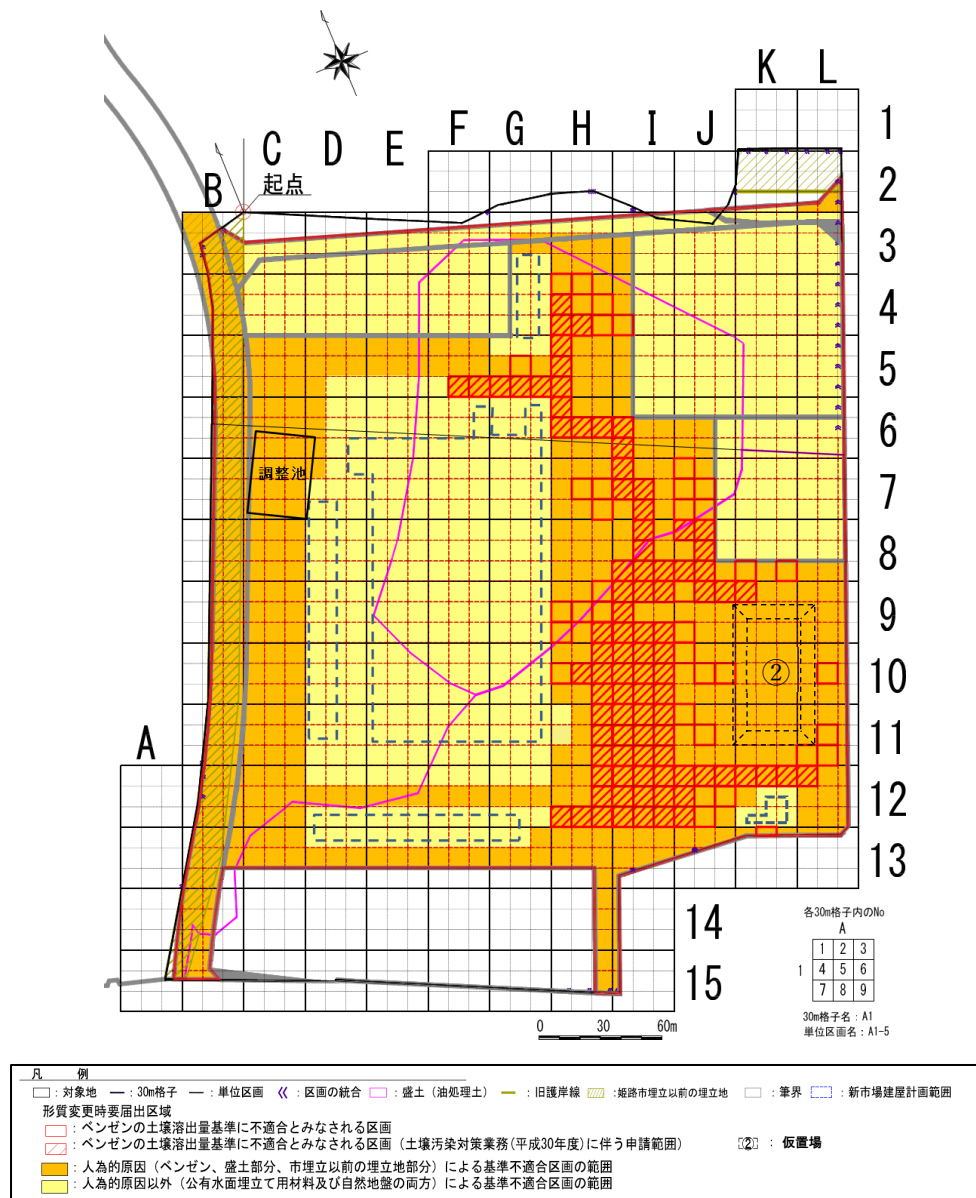 K L
1
F G H I J
C D E
2
B
起点
3
4
5
6
調整池
7
8
9
②
10
A
11
12
13
14
15
各30m格子内のNo
A
1 2 3
1 4 5 6
7 8 9
30m格子名：A1
単位区画名：A1-5
0 30 60m
凡 例
：対象地 ：30m格子 ：単位区画 ：区画の統合 ：盛土（油処理土） ：旧護岸線 ：姫路市埋立以前の埋立地 ：筆界 ：新市場建屋計画範囲
形質変更時要届出区域
：ベンゼンの土壌溶出量基準に不適合とみなされる区画
：ベンゼンの土壌溶出量基準に不適合とみなされる区画（土壌汚染対策業務(平成30年度)に伴う申請範囲）
② ：仮置場
：人為的原因（ベンゼン、盛土部分、市埋立以前の埋立地部分）による基準不適合区画の範囲
：人為的原因以外（公有水面埋立て用材料及び自然地盤の両方）による基準不適合区画の範囲